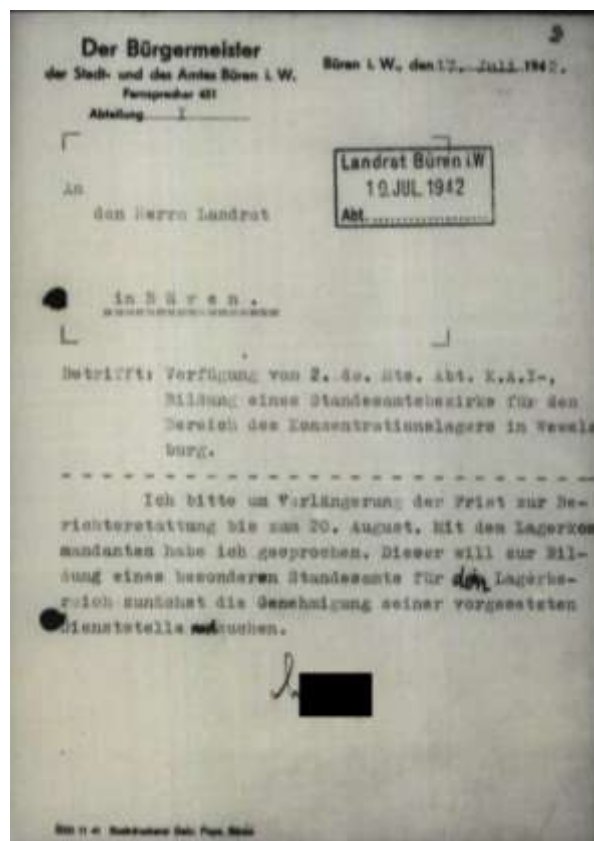 Der Bürgermeister
der Stadt- und des Amtes Büren i. W.
Fernsprecher 451
Abteilung I
Büren i. W., den 17. Juli 1942.
Landrat Büren i.W
19. JUL. 1942
Abt.
An
den Herrn Landrat
in Büren.
Betrifft: Verfügung vom 2. ds. Mts. Abt. K.A.I-,
Bildung eines Standesamtsbezirks für den
Bereich des Konzentrationslagers in Wewels
burg.
Ich bitte um Verlängerung der Frist zur Be-
richterstattung bis zum 20. August. Mit dem Lagerkom
mandanten habe ich gesprochen. Dieser will zur Bil-
dung eines besonderen Standesamts für den Lagerbe-
reich zunächst die Genehmigung seiner vorgesetzten
Dienststelle suchen.